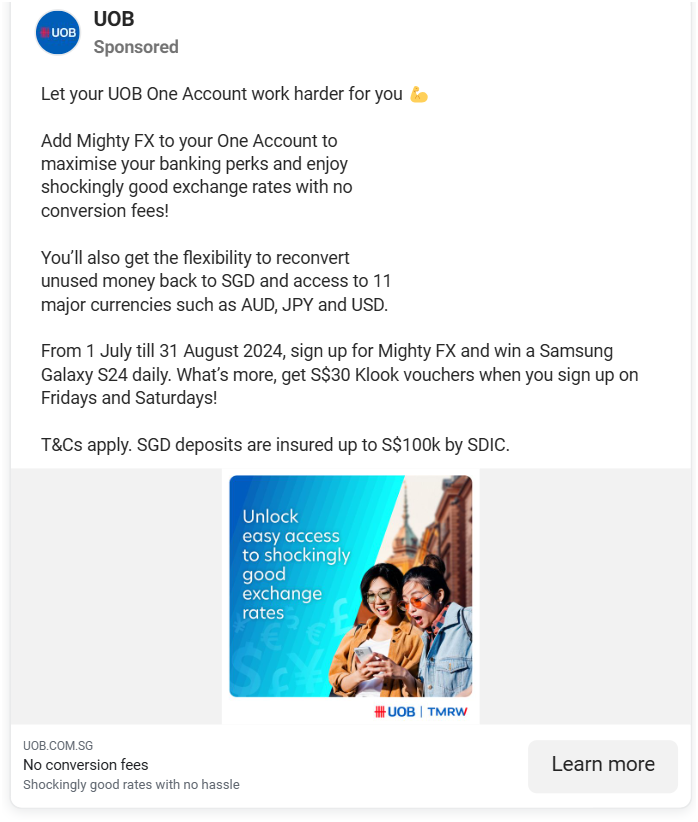 UOB
UOB
Sponsored
Let your UOB One Account work harder for you 💪
Add Mighty FX to your One Account to
maximise your banking perks and enjoy
shockingly good exchange rates with no
conversion fees!
You’ll also get the flexibility to reconvert
unused money back to SGD and access to 11
major currencies such as AUD, JPY and USD.
From 1 July till 31 August 2024, sign up for Mighty FX and win a Samsung
Galaxy S24 daily. What’s more, get S$30 Klook vouchers when you sign up on
Fridays and Saturdays!
T&Cs apply. SGD deposits are insured up to S$100k by SDIC.
Unlock
easy access
to shockingly
good
exchange
rates
UOB | TMRW
UOB.COM.SG
No conversion fees
Shockingly good rates with no hassle
Learn more